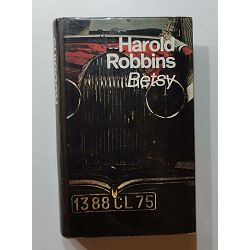 Harold
Robbins
Betsy
1388 CL 75